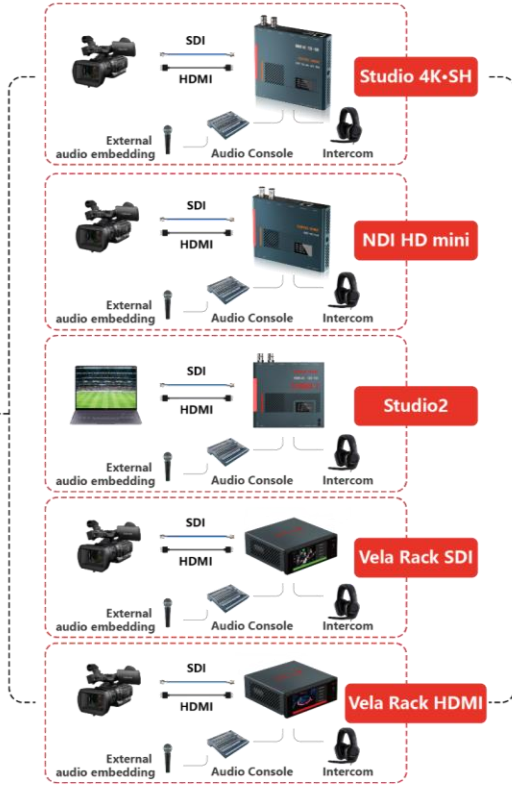 SDI
HDMI
Studio 4K•SH
External
audio embedding
Audio Console
Intercom
SDI
HDMI
NDI HD mini
External
audio embedding
Audio Console
Intercom
SDI
HDMI
Studio2
External
audio embedding
Audio Console
Intercom
SDI
HDMI
Vela Rack SDI
External
audio embedding
Audio Console
Intercom
SDI
HDMI
Vela Rack HDMI
External
audio embedding
Audio Console
Intercom